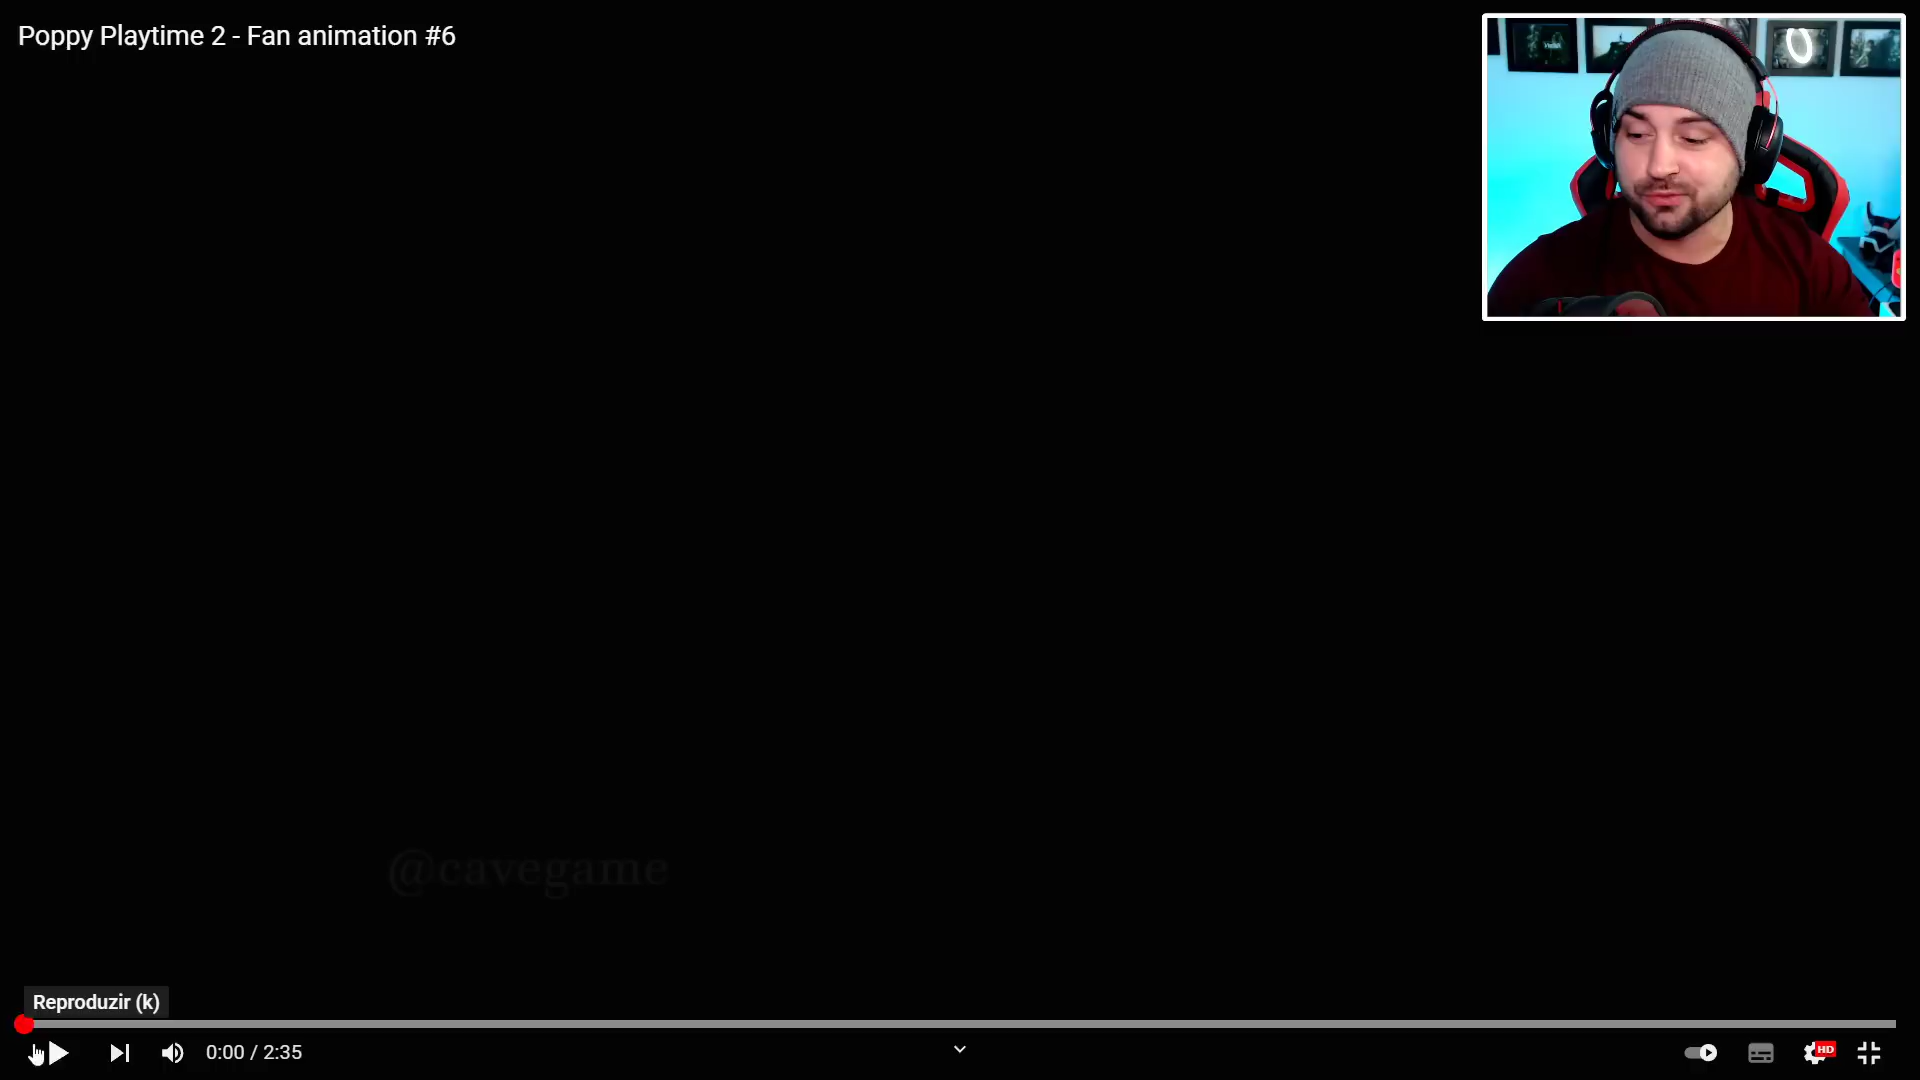 Poppy Playtime 2 - Fan animation #6
@cavegame
Reproduzir (k)
0:00 / 2:35
HD